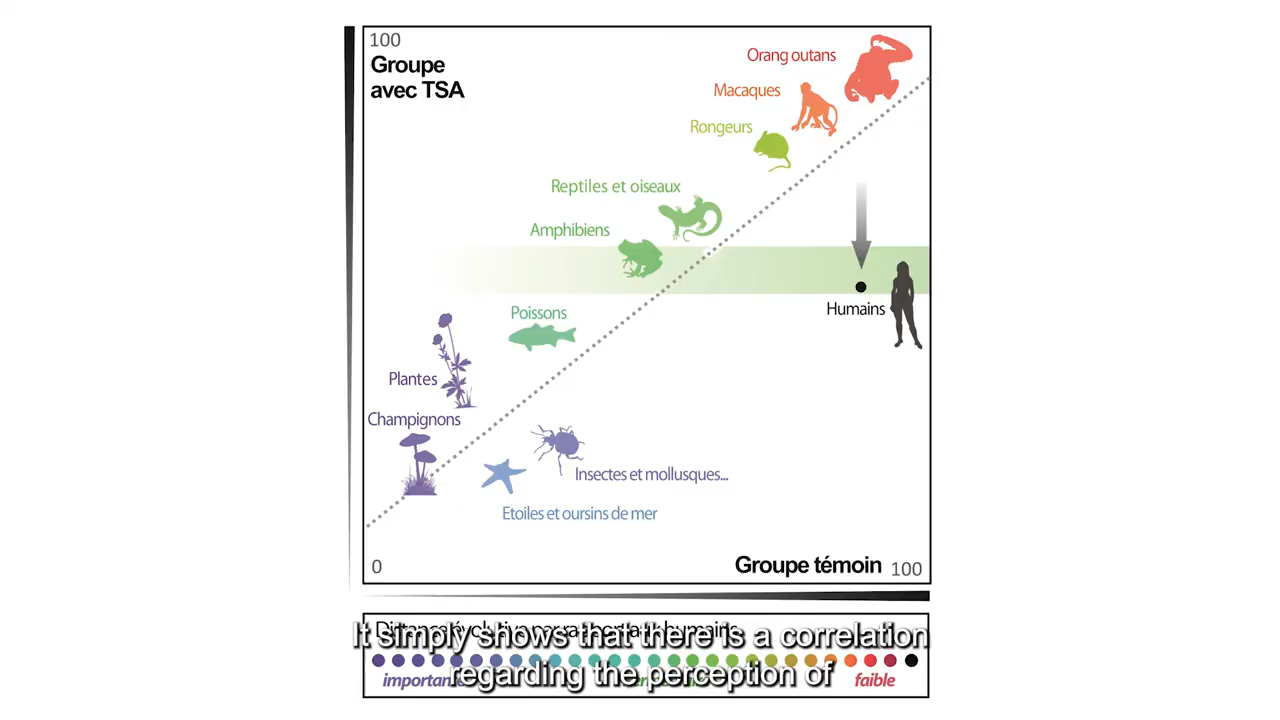 100
Groupe
avec TSA
Orang outans
Macaques
Rongeurs
Reptiles et oiseaux
Amphibiens
Poissons
Humains
Plantes
Champignons
Insectes et mollusques...
Etoiles et oursins de mer
0
Groupe témoin 100
It simply shows that there is a correlation
regarding the perception of
faible